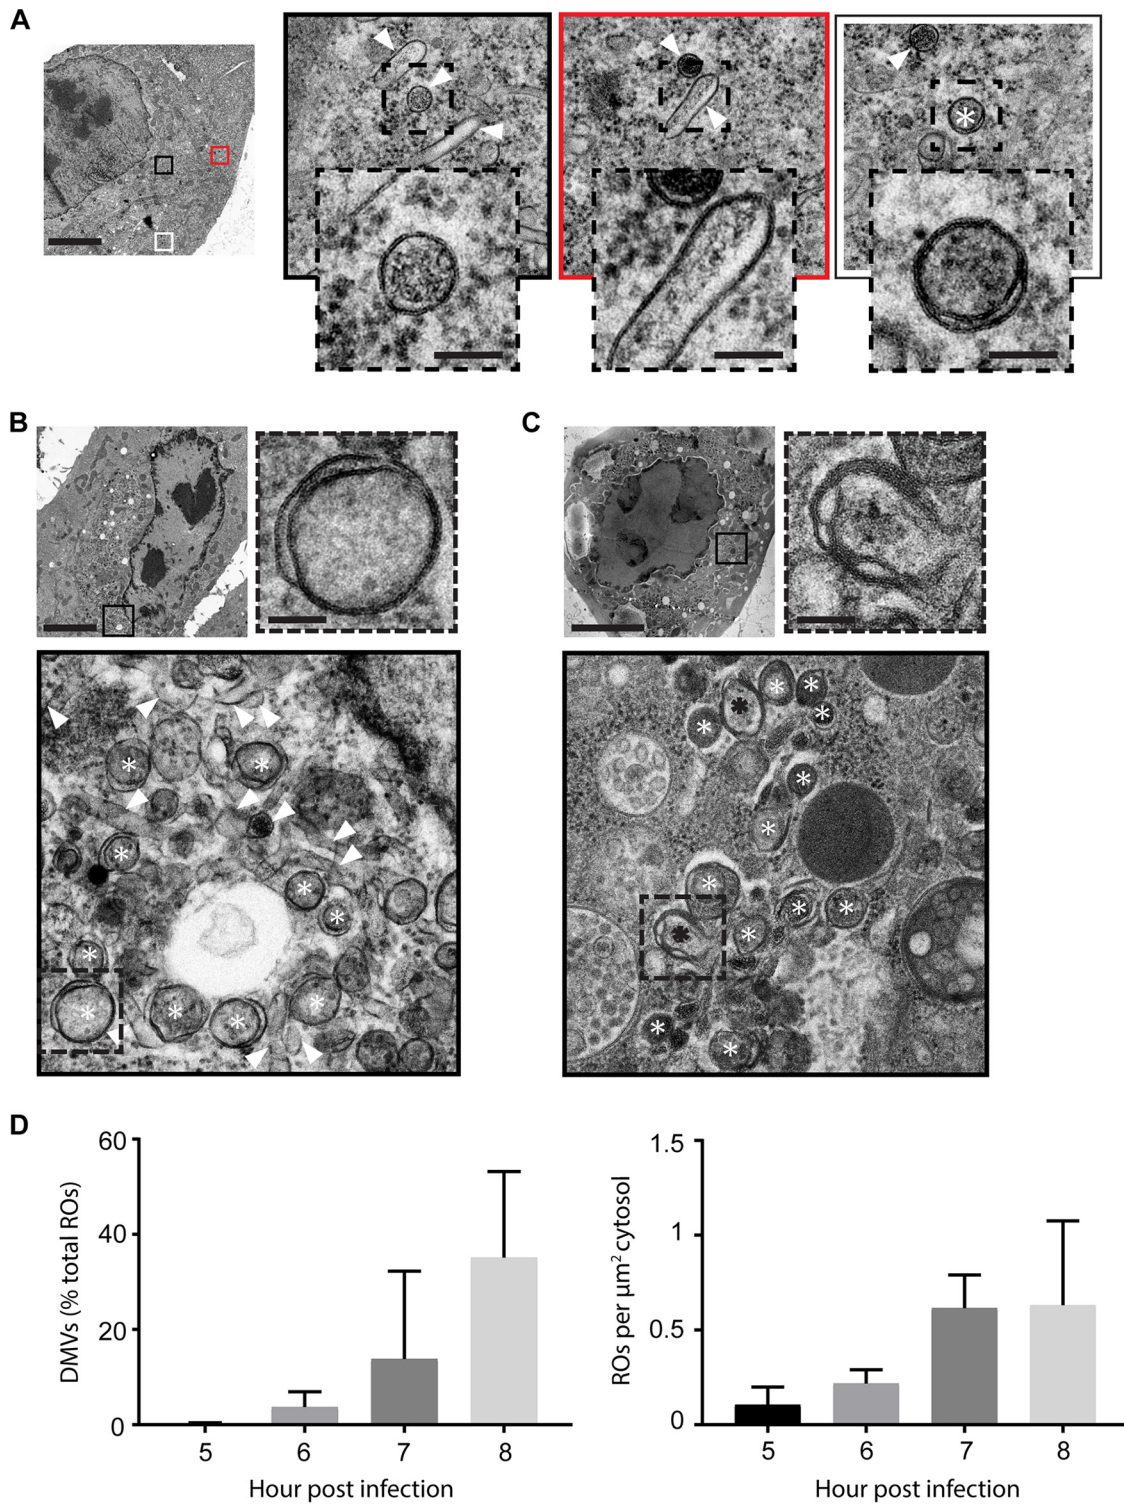 A
*
B
C
* * * * * * * * * * *
* * * * * * * * * * * * * * *
D
60
40
20
0
DMVs (% total ROs)
5 6 7 8
Hour post infection
1.5
1
0.5
0
ROs per µm² cytosol
5 6 7 8
Hour post infection